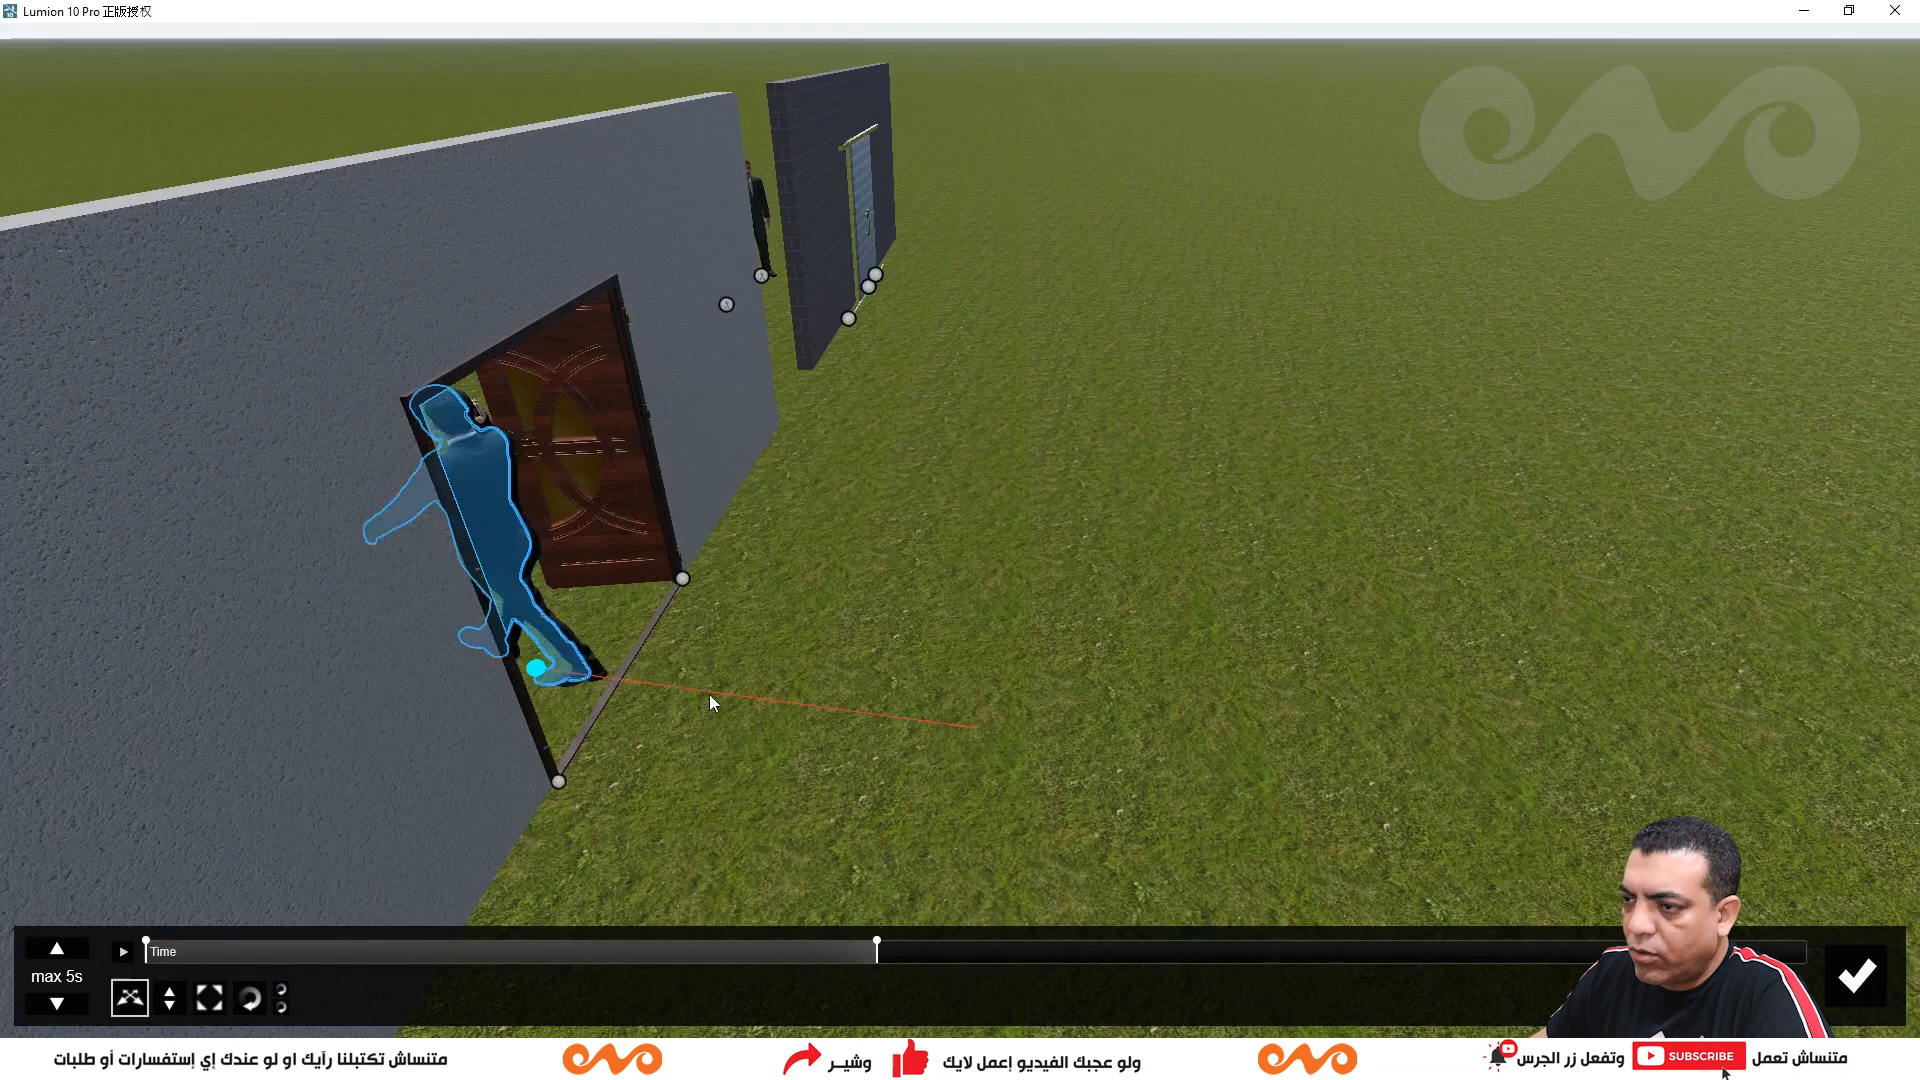 Lumion 10 Pro 正版授权
Time
max 5s
متنساش تكتبلنا رأيك او لو عندك إي إستفسارات أو طلبات
ولو عجبك الفيديو إعمل لايك وشير
متنساش تعمل SUBSCRIBE وتفعل زر الجرس